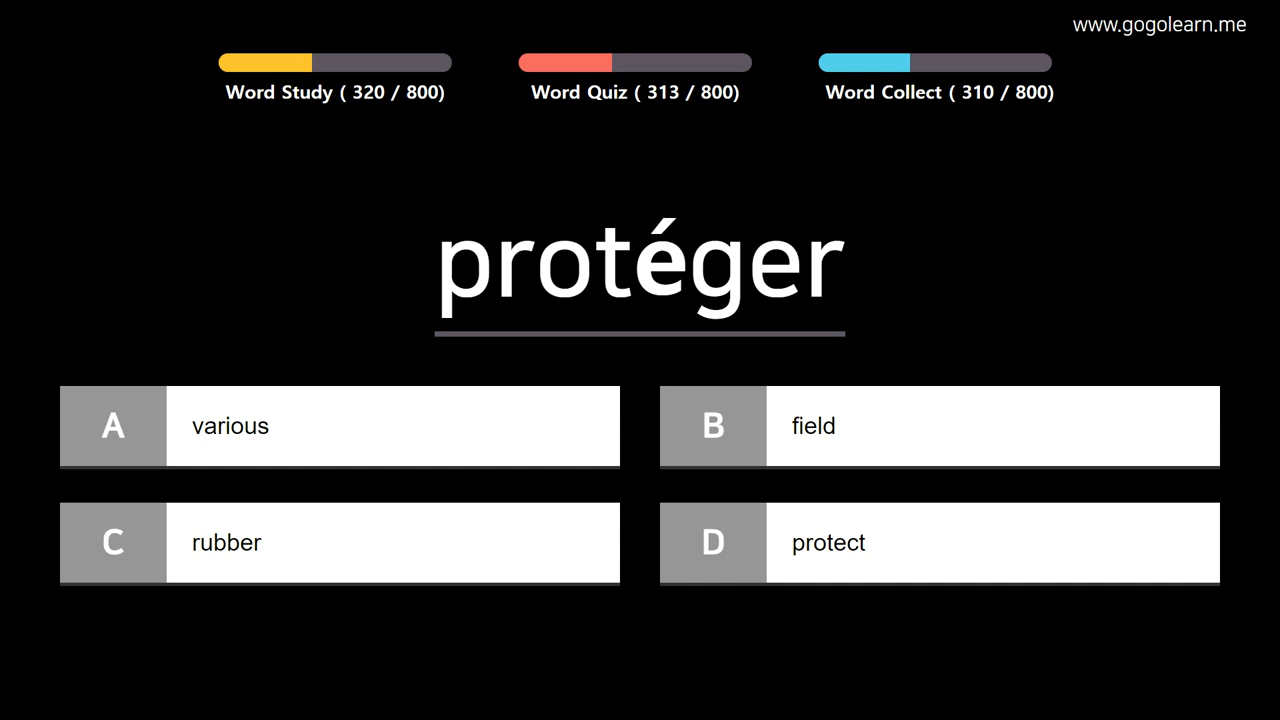 www.gogolearn.me
Word Study ( 320 / 800)
Word Quiz ( 313 / 800)
Word Collect ( 310 / 800)
protéger
A various
B field
C rubber
D protect